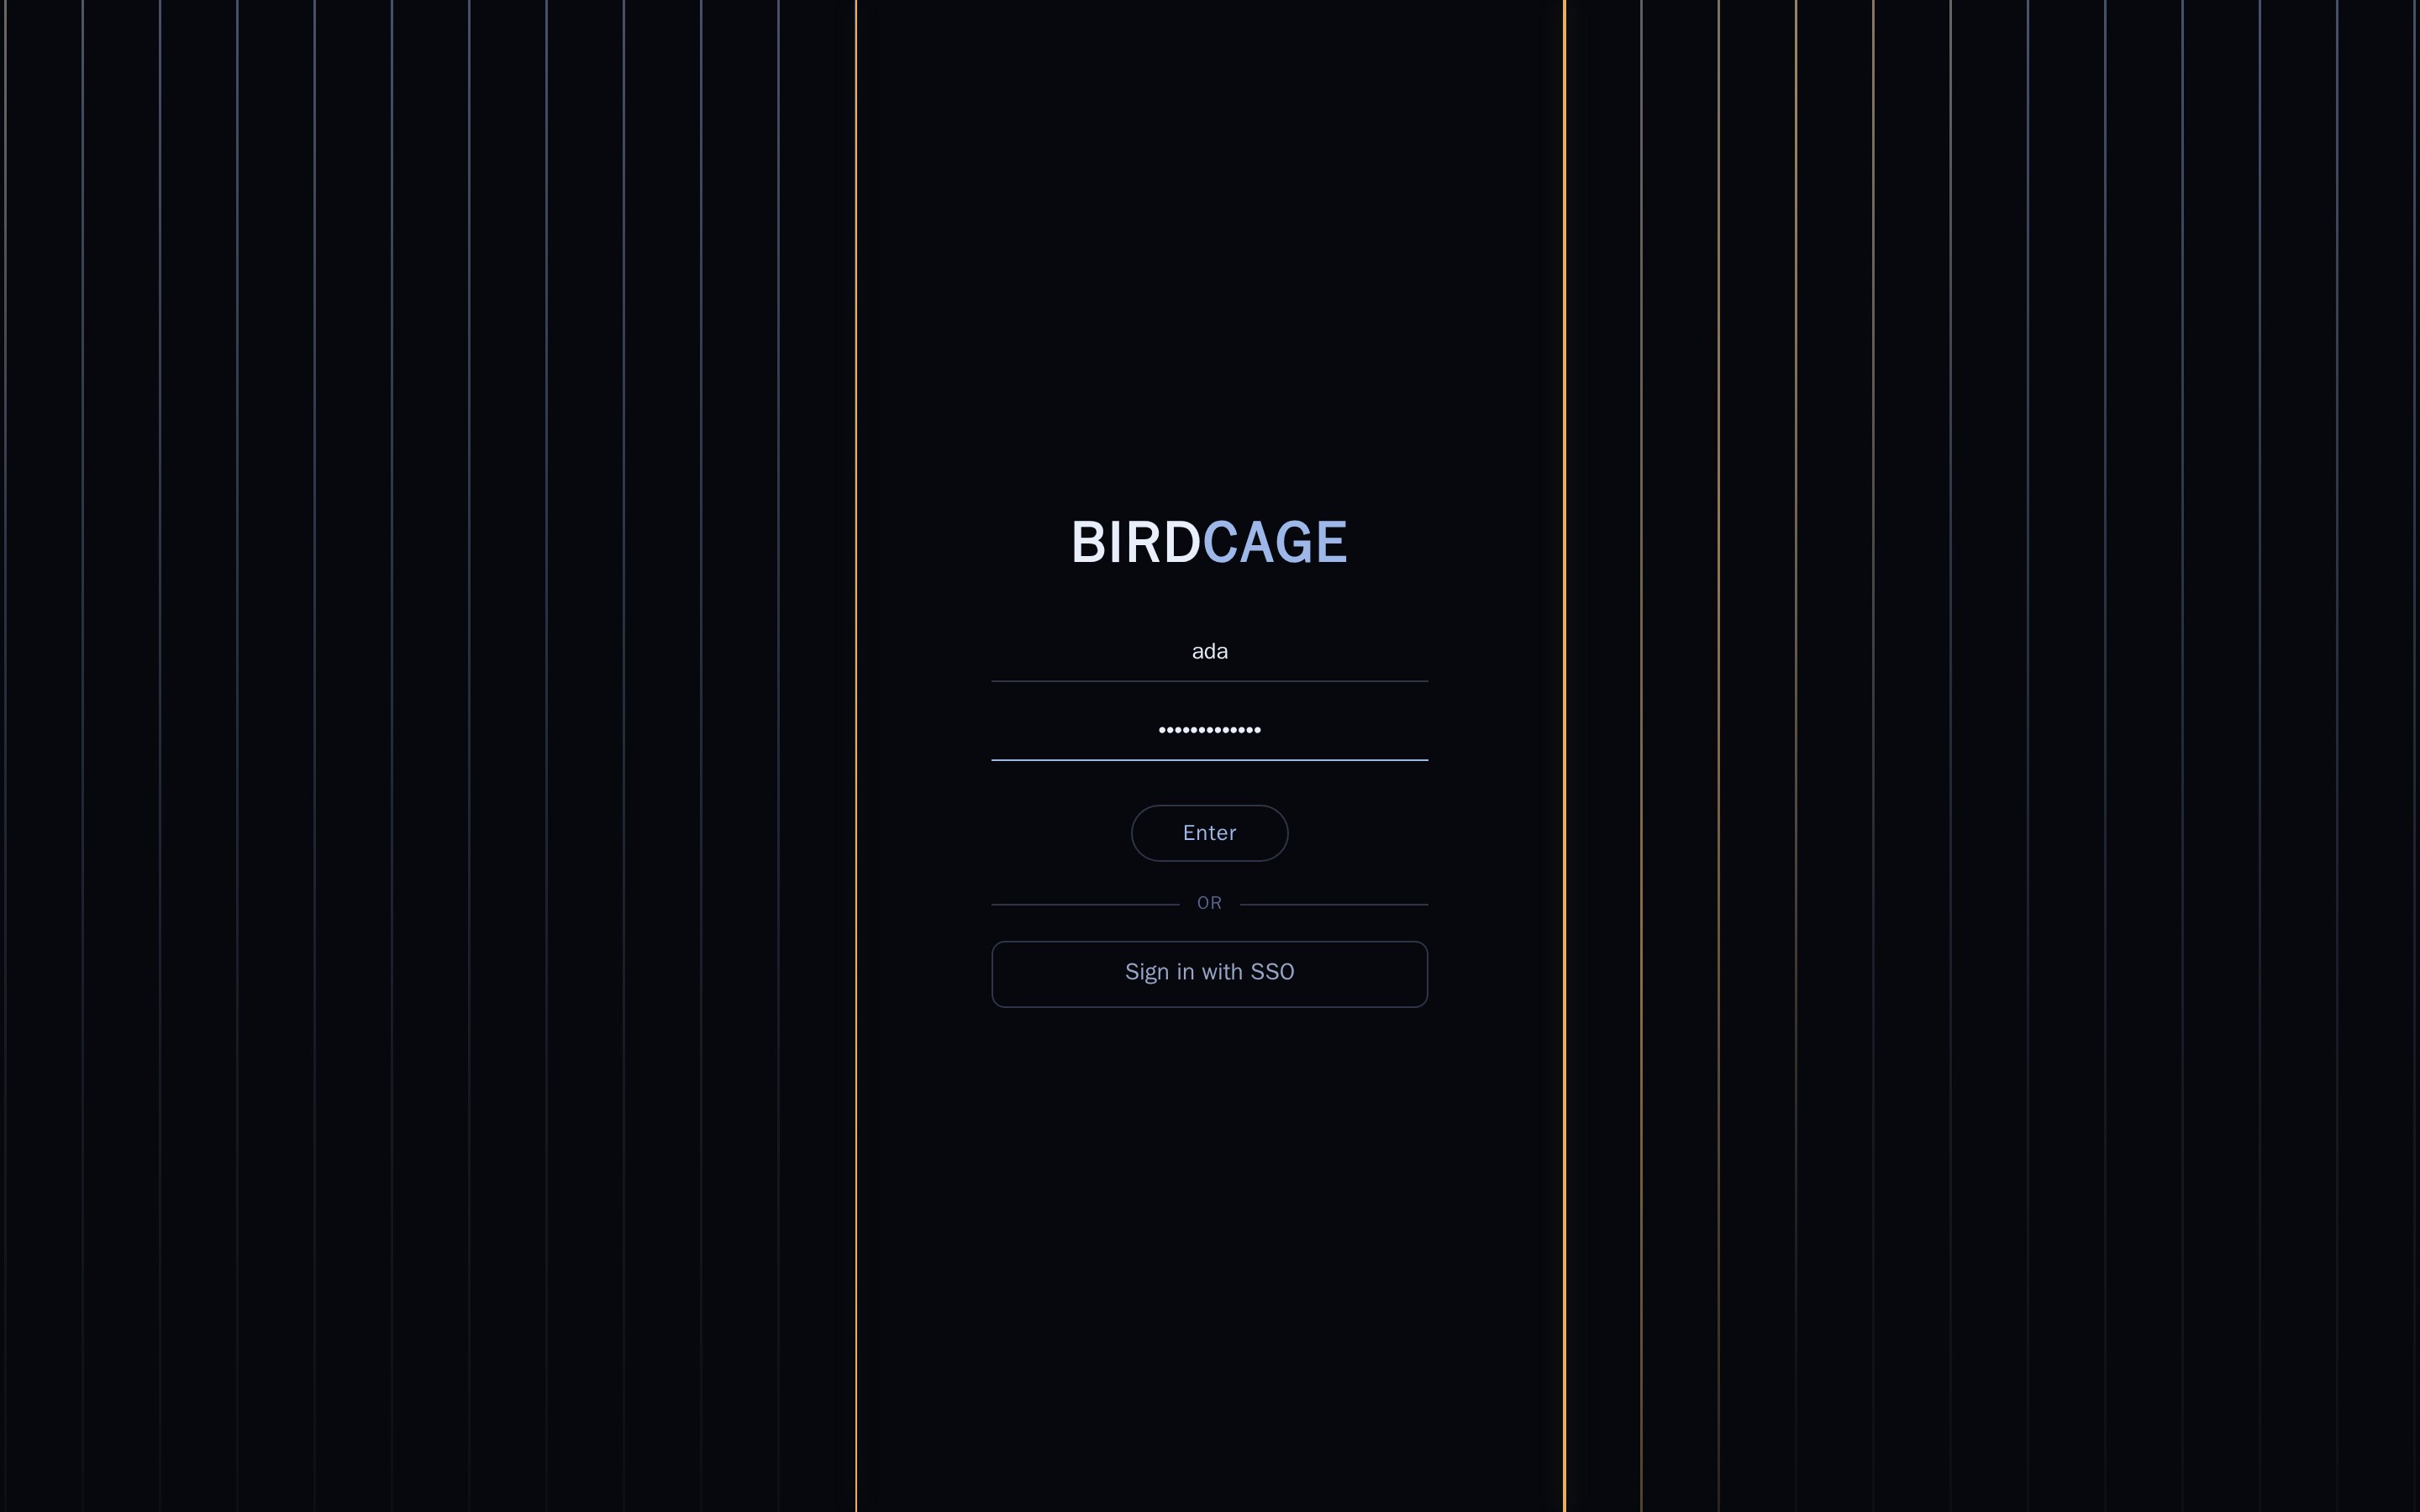 BIRDCAGE
ada
•••••••••••••
Enter
OR
Sign in with SSO